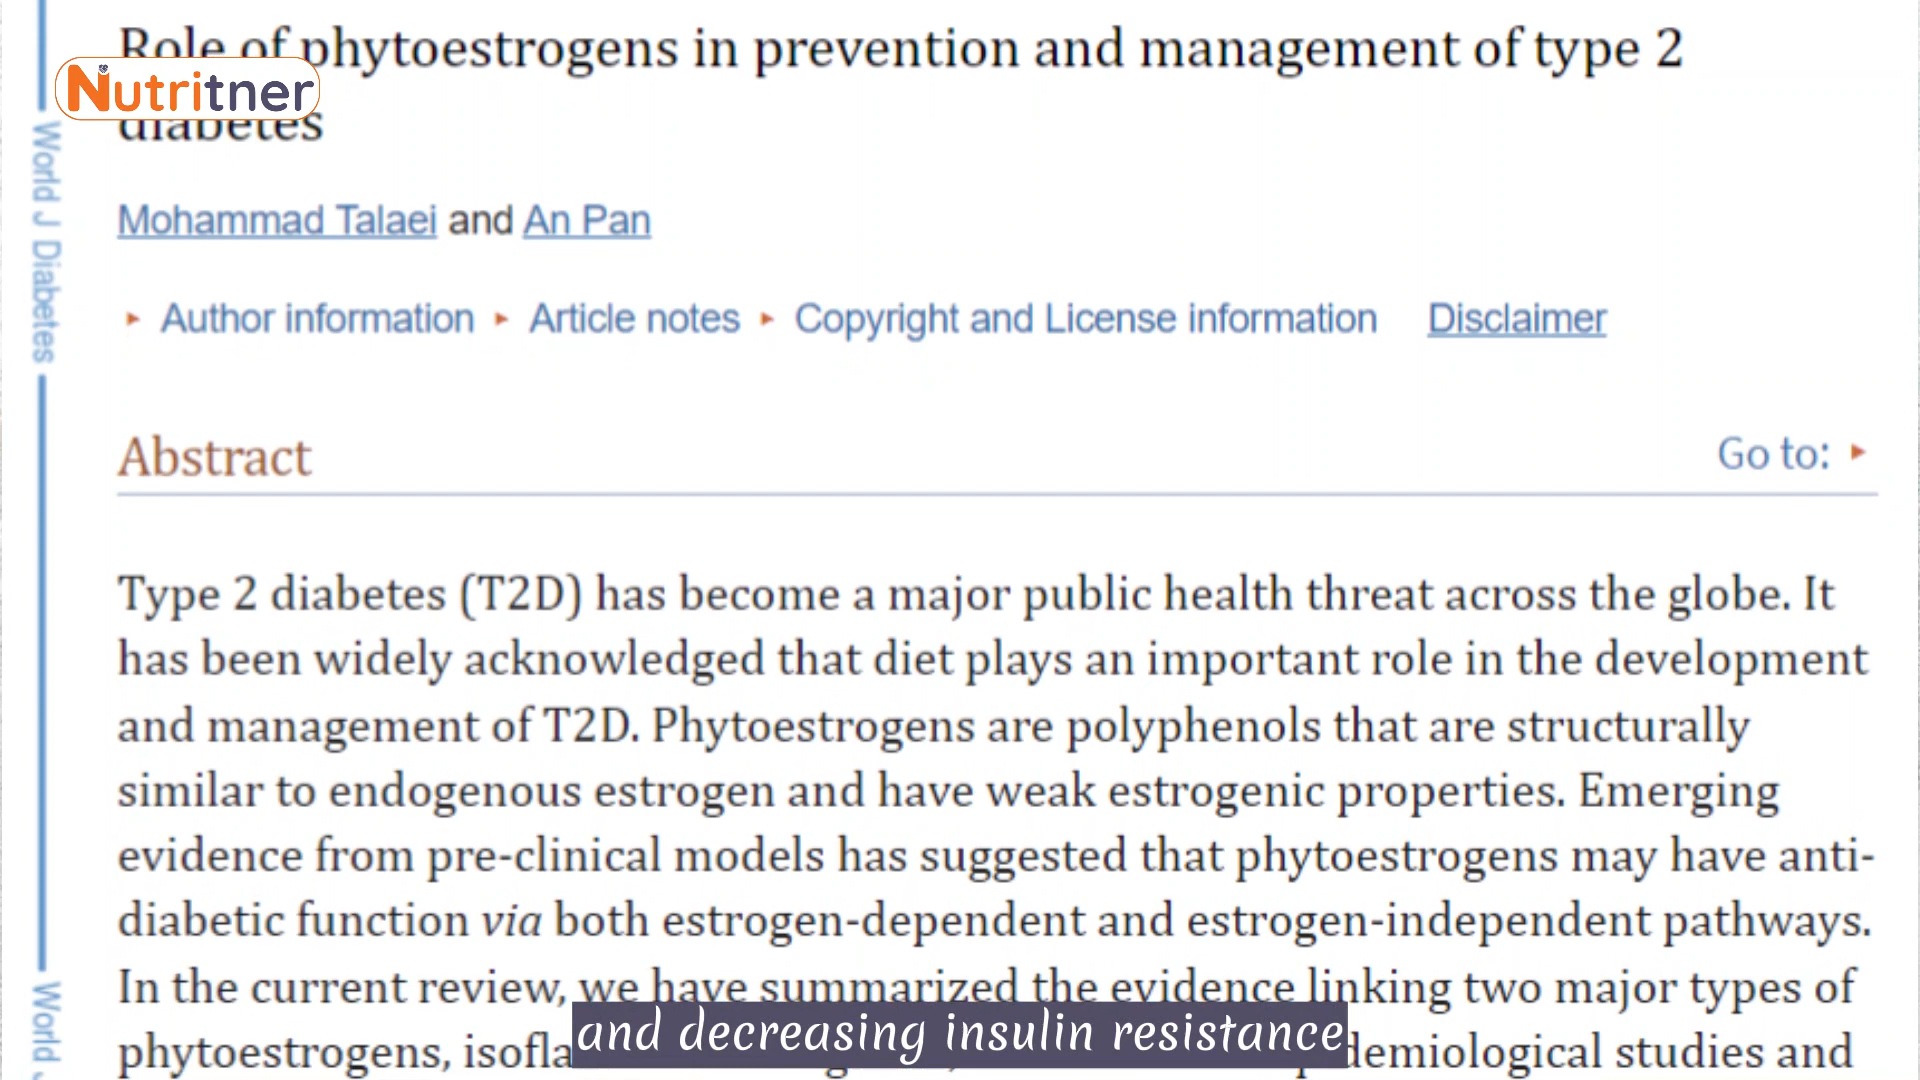 Role of phytoestrogens in prevention and management of type 2
Nutritner
diabetes
World J Diabetes
Mohammad Talaei and An Pan
▸ Author information ▸ Article notes ▸ Copyright and License information Disclaimer
Abstract
Go to: ▸
Type 2 diabetes (T2D) has become a major public health threat across the globe. It
has been widely acknowledged that diet plays an important role in the development
and management of T2D. Phytoestrogens are polyphenols that are structurally
similar to endogenous estrogen and have weak estrogenic properties. Emerging
evidence from pre-clinical models has suggested that phytoestrogens may have anti-
diabetic function via both estrogen-dependent and estrogen-independent pathways.
In the current review, we have summarized the evidence linking two major types of
World
phytoestrogens, isofla demiological studies and
and decreasing insulin resistance